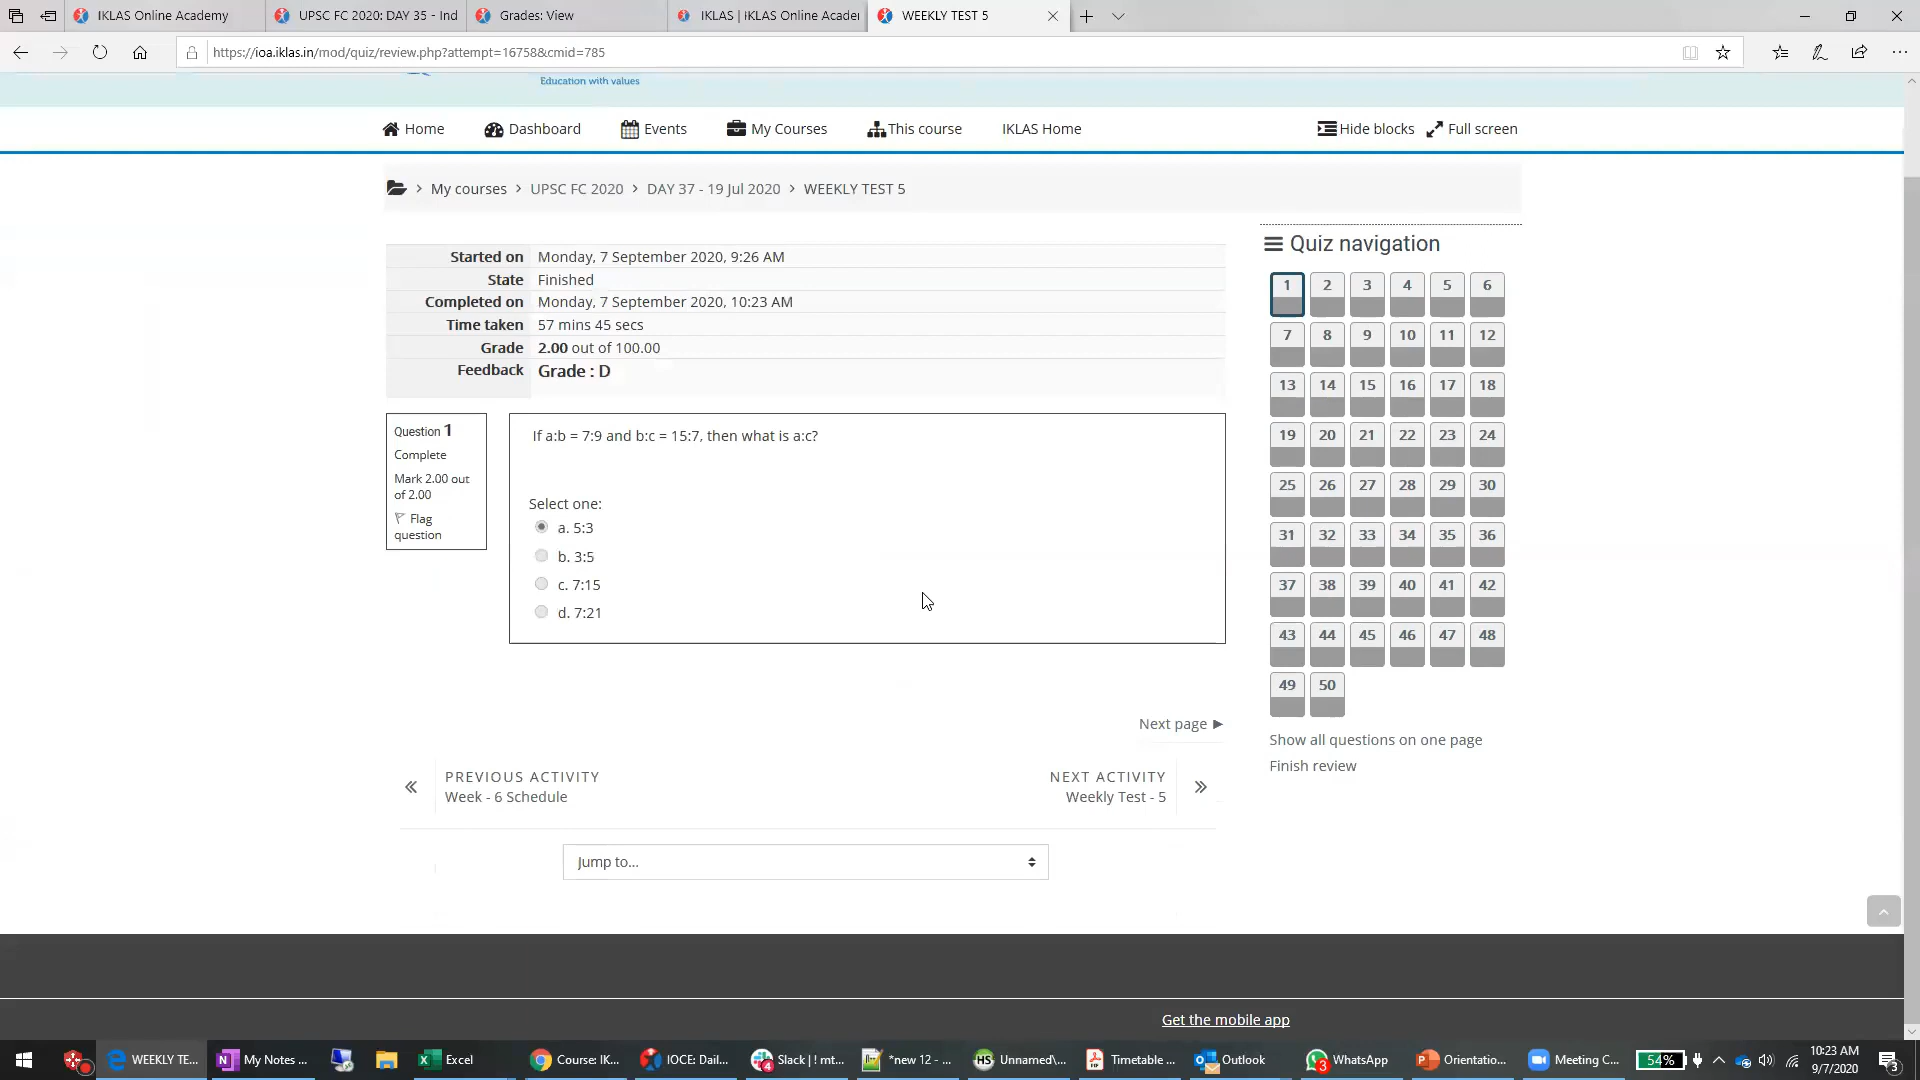 IKLAS Online Academy
UPSC FC 2020: DAY 35 - Ind
Grades: View
IKLAS | iKLAS Online Acader
WEEKLY TEST 5
https://ioa.iklas.in/mod/quiz/review.php?attempt=16758&cmid=785
Education with values
Home
Dashboard
Events
My Courses
This course
IKLAS Home
Hide blocks
Full screen
My courses
UPSC FC 2020
DAY 37 - 19 Jul 2020
WEEKLY TEST 5
Started on Monday, 7 September 2020, 9:26 AM
State Finished
Completed on Monday, 7 September 2020, 10:23 AM
Time taken 57 mins 45 secs
Grade 2.00 out of 100.00
Feedback Grade : D
Question 1
Complete
Mark 2.00 out
of 2.00
Flag
question
If a:b = 7:9 and b:c = 15:7, then what is a:c?
Select one:
a. 5:3
b. 3:5
c. 7:15
d. 7:21
Next page
PREVIOUS ACTIVITY
Week - 6 Schedule
NEXT ACTIVITY
Weekly Test - 5
Jump to...
Quiz navigation
1 2 3 4 5 6
7 8 9 10 11 12
13 14 15 16 17 18
19 20 21 22 23 24
25 26 27 28 29 30
31 32 33 34 35 36
37 38 39 40 41 42
43 44 45 46 47 48
49 50
Show all questions on one page
Finish review
Get the mobile app
WEEKLY TE...
My Notes ...
Excel
Course: IK...
IOCE: Dail...
Slack | ! mt...
*new 12 - ...
Unnamed\...
Timetable ...
Outlook
WhatsApp
Orientatio...
Meeting C...
54%
10:23 AM
9/7/2020